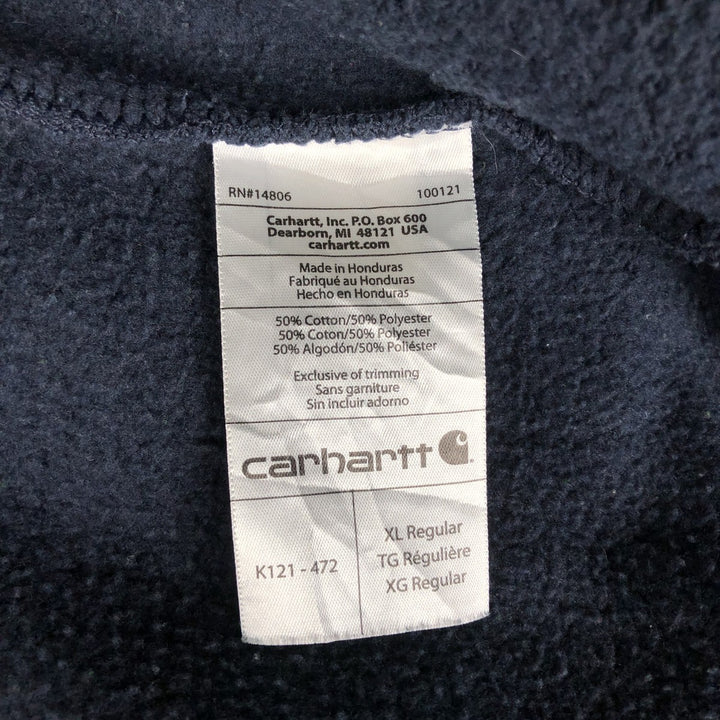 RN#14806 100121
Carhartt, Inc. P.O. Box 600
Dearborn, MI 48121 USA
carhartt.com
Made in Honduras
Fabriqué au Honduras
Hecho en Honduras
50% Cotton/50% Polyester
50% Coton/50% Polyester
50% Algodón/50% Poliéster
Exclusive of trimming
Sans garniture
Sin incluir adorno
carhartt
K121 - 472
XL Regular
TG Régulière
XG Regular